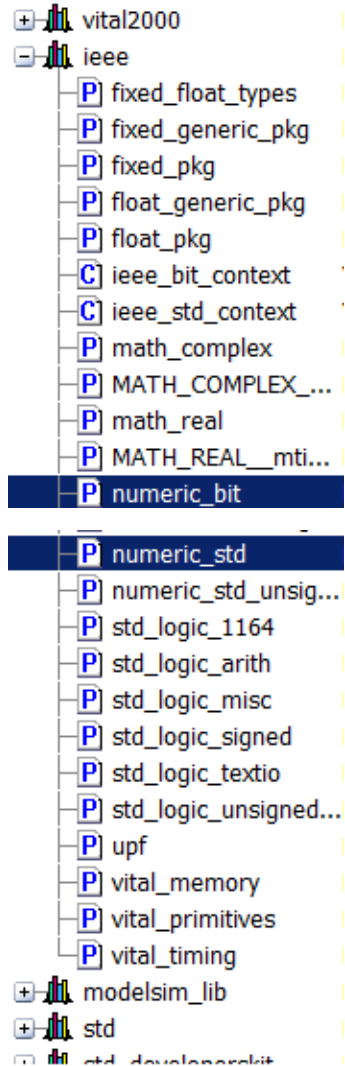 vital2000
ieee
P fixed_float_types
P fixed_generic_pkg
P fixed_pkg
P float_generic_pkg
P float_pkg
C ieee_bit_context
C ieee_std_context
P math_complex
P MATH_COMPLEX_...
P math_real
P MATH_REAL__mti...
P numeric_bit
P numeric_std
P numeric_std_unsig...
P std_logic_1164
P std_logic_arith
P std_logic_misc
P std_logic_signed
P std_logic_textio
P std_logic_unsigned...
P upf
P vital_memory
P vital_primitives
P vital_timing
modelsim_lib
std
std_developerskit